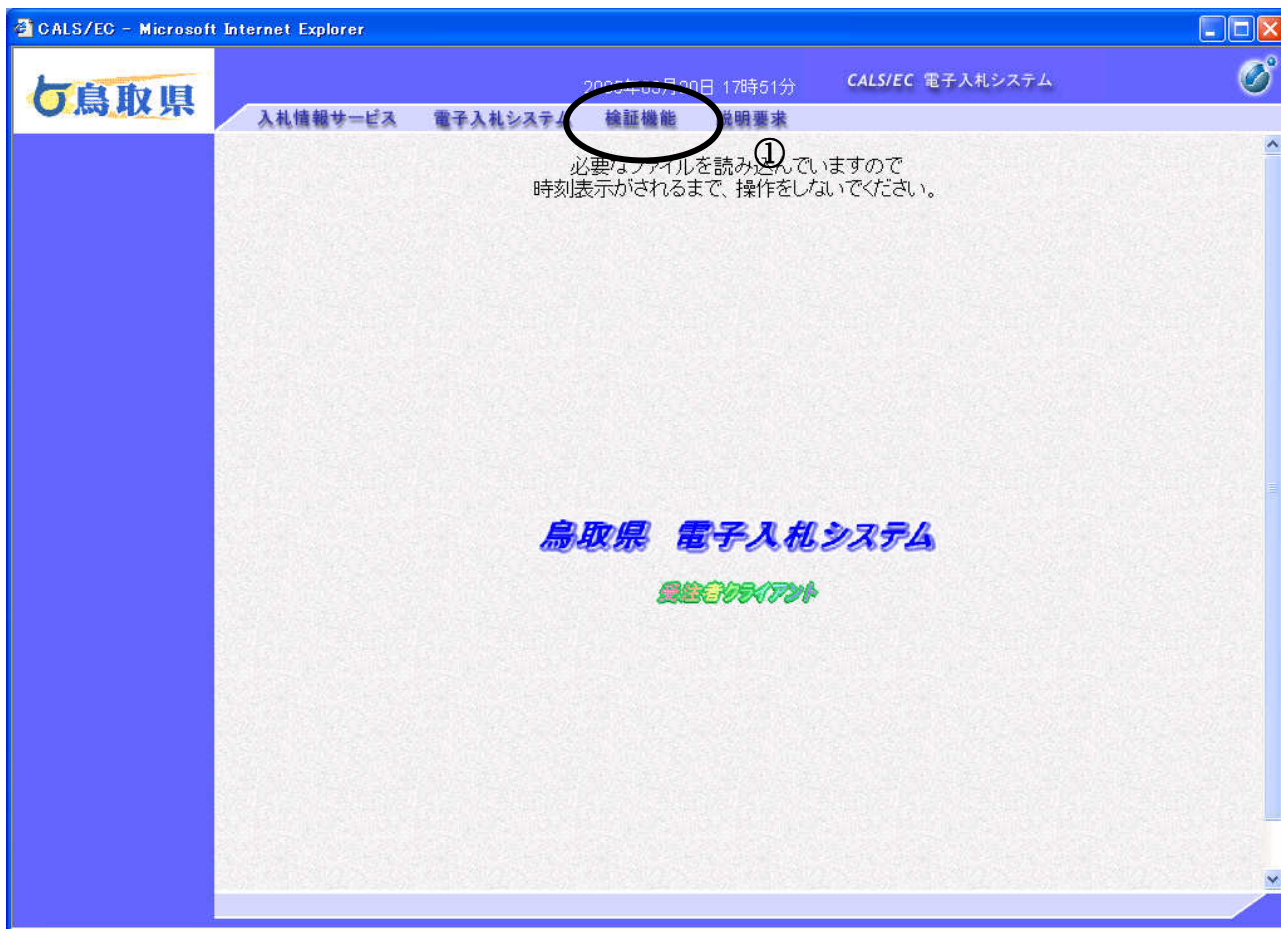 CALS/EC - Microsoft Internet Explorer
鳥取県
17時51分
CALS/EC 電子入札システム
入札情報サービス 電子入札システム 検証機能 説明要求
①
必要なファイルを読み込んでいますので
時刻表示がされるまで、操作をしないでください。
鳥取県 電子入札システム
受注者クライアント